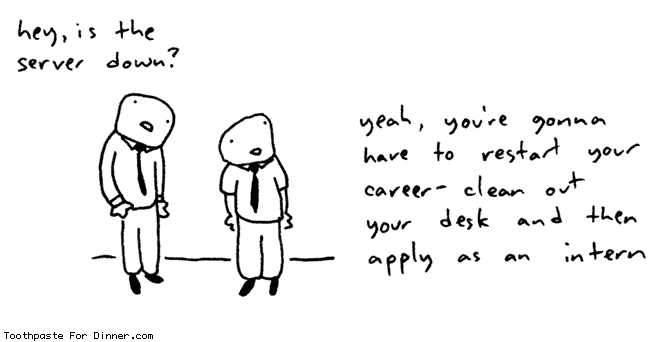 hey, is the
server down?
yeah, you're gonna
have to restart your
career- clean out
your desk and then
apply as an intern
Toothpaste For Dinner.com